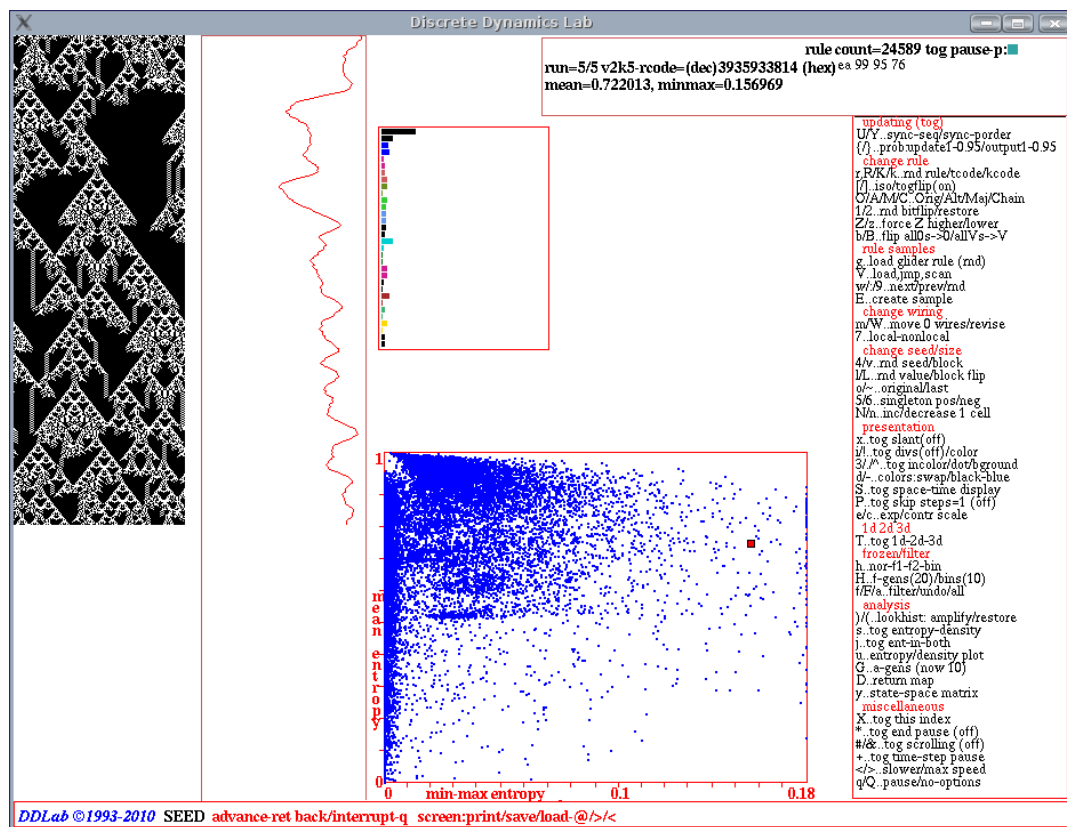 Discrete Dynamics Lab
rule count=24589 tog pause-p:
run=5/5 v2k5-rcode=(dec)3935933814 (hex) ea 99 95 76
mean=0.722013, minmax=0.156969
updating (tog)
U/Y..sync-seq/sync-porder
{/}..prob:update1-0.95/output1-0.95
change rule
r,R/K/k..rnd rule/tcode/kcode
[/]..iso/togflip(on)
O/A/M/C..Orig/Alt/Maj/Chain
1/2..rnd bitflip/restore
Z/z..force Z higher/lower
b/B..flip all0s->0/allVs->V
rule samples
g..load glider rule (rnd)
V..load,jmp,scan
w/:/9..next/prev/rnd
E..create sample
change wiring
m/W..move 0 wires/revise
7..local-nonlocal
change seed/size
4/v..rnd seed/block
l/L..rnd value/block flip
o/~..original/last
5/6..singleton pos/neg
N/n..inc/decrease 1 cell
presentation
x..tog slant(off)
i/!..tog divs(off)/color
3/./^..tog incolor/dot/bground
d/-..colors:swap/black-blue
S..tog space-time display
P..tog skip steps=1 (off)
e/c..exp/contr scale
1d 2d 3d
T..tog 1d-2d-3d
frozen/filter
h..nor-f1-f2-bin
H..f-gens(20)/bins(10)
f/F/a..filter/undo/all
analysis
)/(..lookhist: amplify/restore
s..tog entropy-density
j..tog ent-in-both
u..entropy/density plot
G..a-gens (now 10)
D..return map
y..state-space matrix
miscellaneous
X..tog this index
*..tog end pause (off)
#/&..tog scrolling (off)
+..tog time-step pause
</>..slower/max speed
q/Q..pause/no-options
1
mean entropy
0
0 min-max entropy 0.1 0.18
DDLab ©1993-2010 SEED advance-ret back/interrupt-q screen:print/save/load-@/>/<